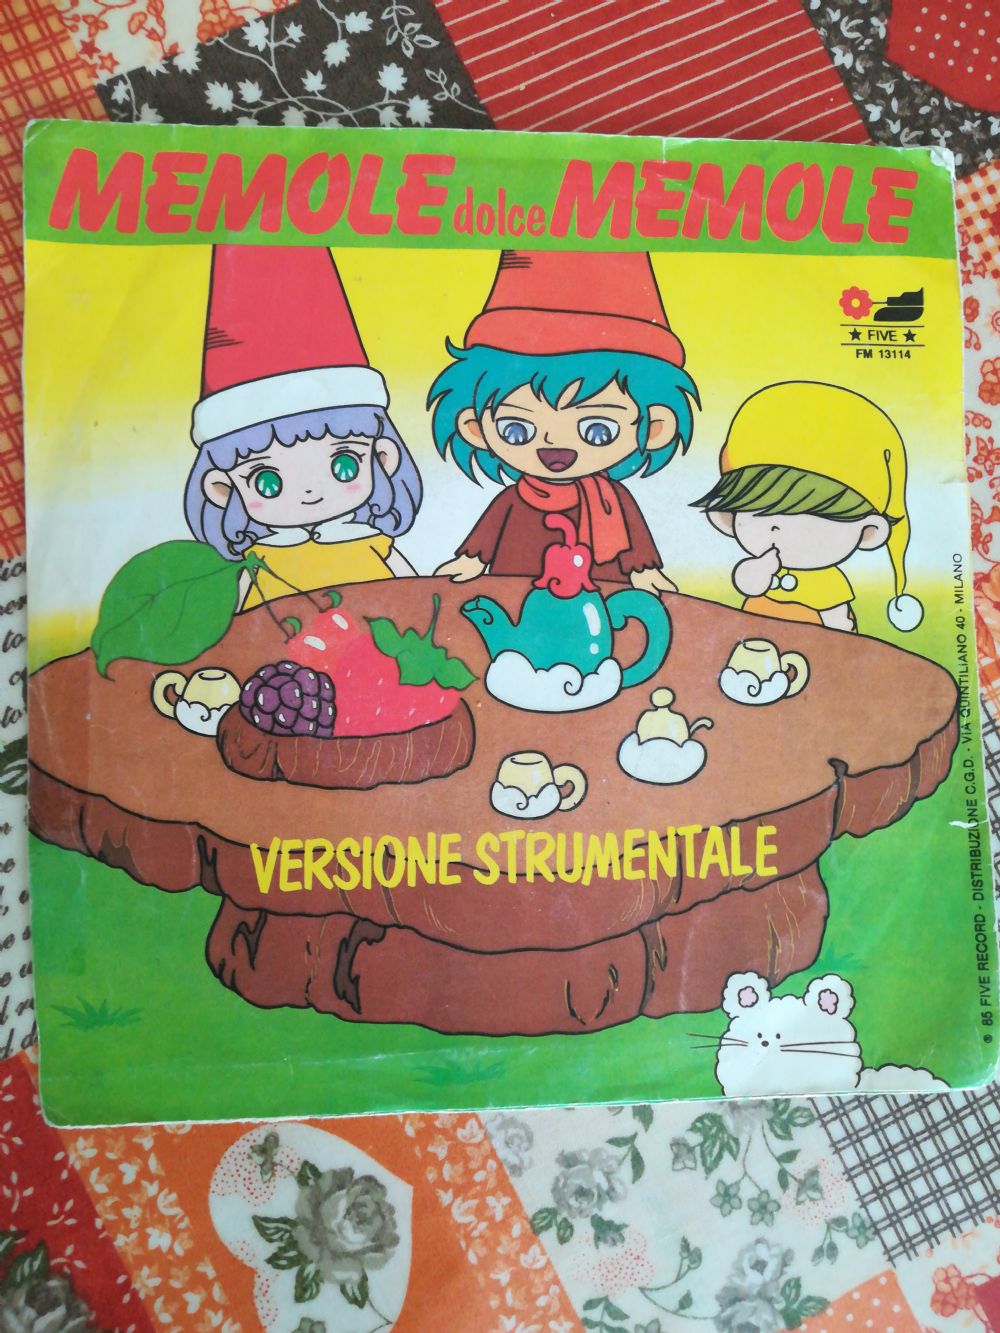 MEMOLE dolce MEMOLE
★ FIVE ★
FM 13114
VERSIONE STRUMENTALE
℗ 85 FIVE RECORD - DISTRIBUZIONE C.G.D. - VIA QUINTILIANO 40 - MILANO